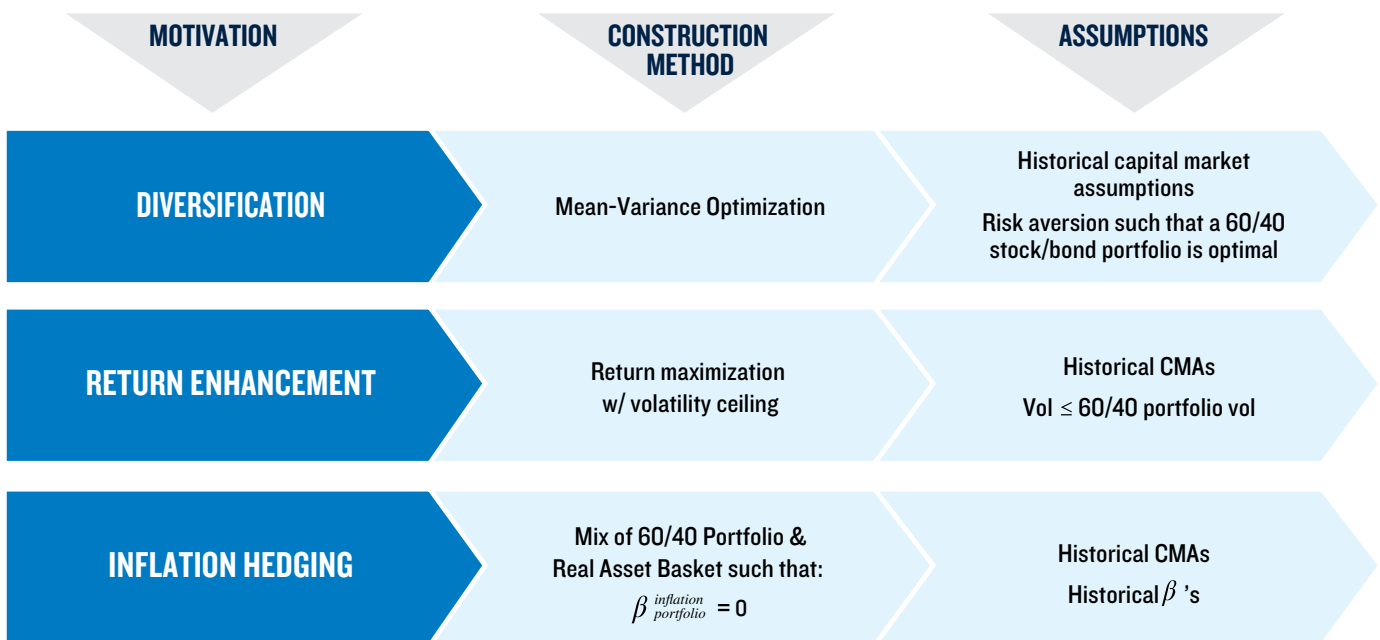 MOTIVATION
CONSTRUCTION
METHOD
ASSUMPTIONS
DIVERSIFICATION
Mean-Variance Optimization
Historical capital market
assumptions
Risk aversion such that a 60/40
stock/bond portfolio is optimal
RETURN ENHANCEMENT
Return maximization
w/ volatility ceiling
Historical CMAs
Vol ≤ 60/40 portfolio vol
INFLATION HEDGING
Mix of 60/40 Portfolio &
Real Asset Basket such that:
β inflation portfolio = 0
Historical CMAs
Historical β 's